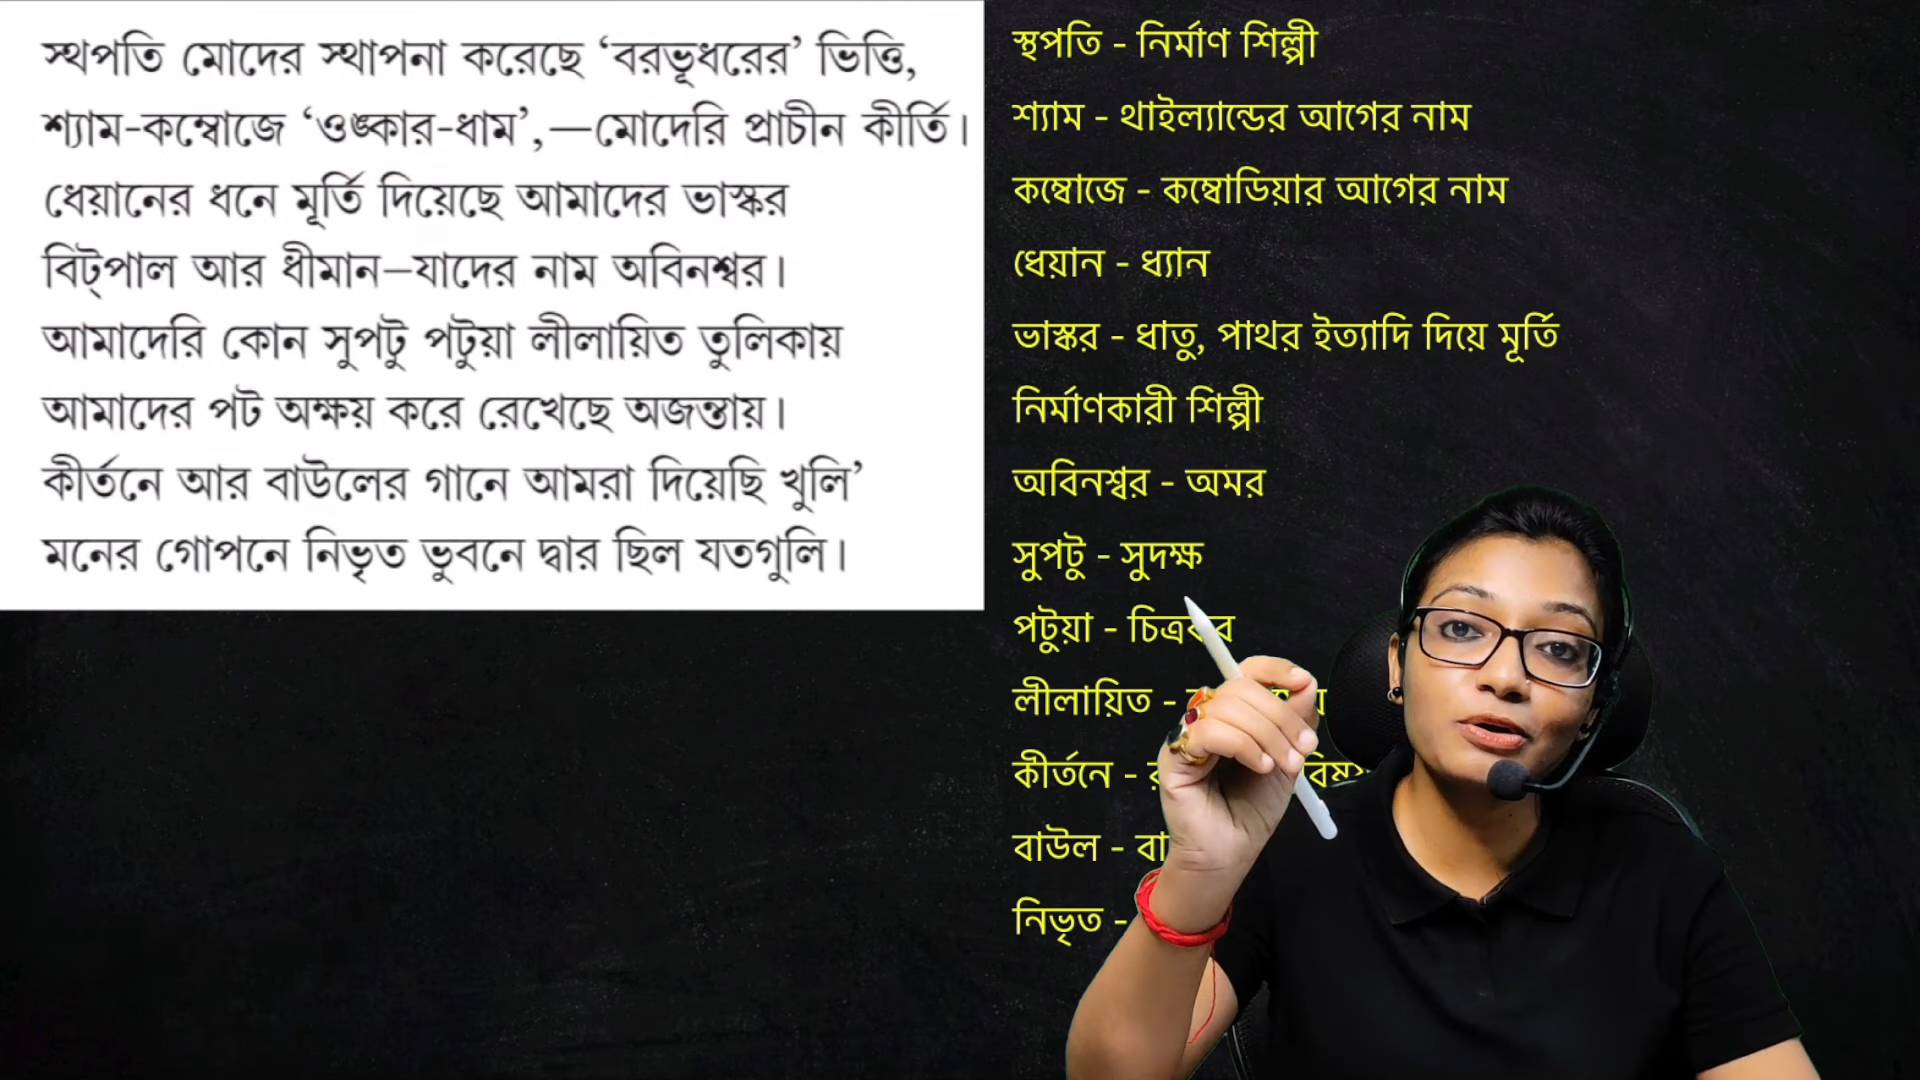 স্থপতি মোদের স্থাপনা করেছে ‘বরভূধরের’ ভিত্তি,
শ্যাম-কম্বোজে ‘ওঙ্কার-ধাম’,—মোদেরি প্রাচীন কীর্তি।
ধেয়ানের ধনে মূর্তি দিয়েছে আমাদের ভাস্কর
বিট্‌পাল আর ধীমান—যাদের নাম অবিনশ্বর।
আমাদেরি কোন সুপটু পটুয়া লীলায়িত তুলিকায়
আমাদের পট অক্ষয় করে রেখেছে অজন্তায়।
কীর্তনে আর বাউলের গানে আমরা দিয়েছি খুলি’
মনের গোপনে নিভৃত ভুবনে দ্বার ছিল যতগুলি।
স্থপতি - নির্মাণ শিল্পী
শ্যাম - থাইল্যান্ডের আগের নাম
কম্বোজে - কম্বোডিয়ার আগের নাম
ধেয়ান - ধ্যান
ভাস্কর - ধাতু, পাথর ইত্যাদি দিয়ে মূর্তি
নির্মাণকারী শিল্পী
অবিনশ্বর - অমর
সুপটু - সুদক্ষ
পটুয়া - চিত্রকর
লীলায়িত -
কীর্তনে -
বাউল -
নিভৃত -